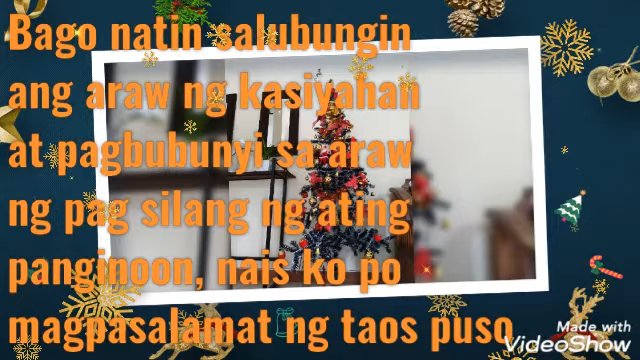 Bago natin salubungin
ang araw ng kasiyahan
at pagbubunyi sa araw
ng pag silang ng ating
panginoon, nais ko po
magpasalamat ng taos puso
Made with
VideoShow